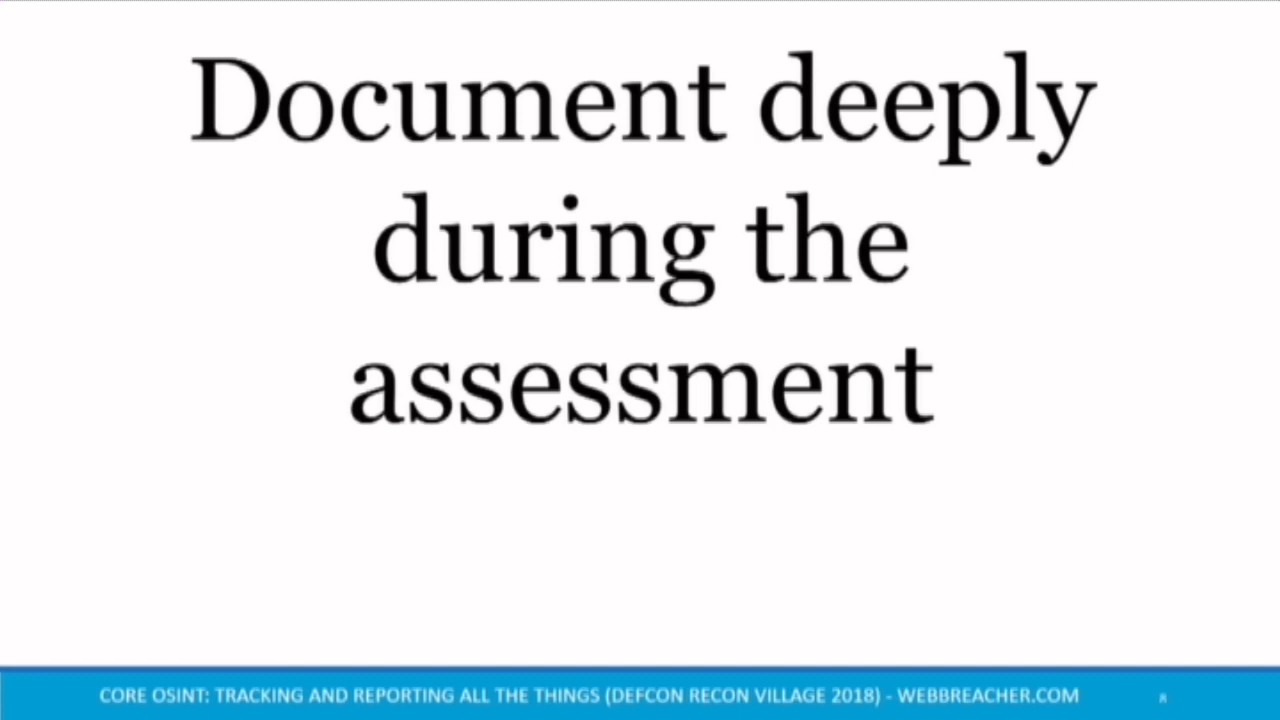 Document deeply
during the
assessment
CORE OSINT: TRACKING AND REPORTING ALL THE THINGS (DEFCON RECON VILLAGE 2018) - WEBBREACHER.COM
8